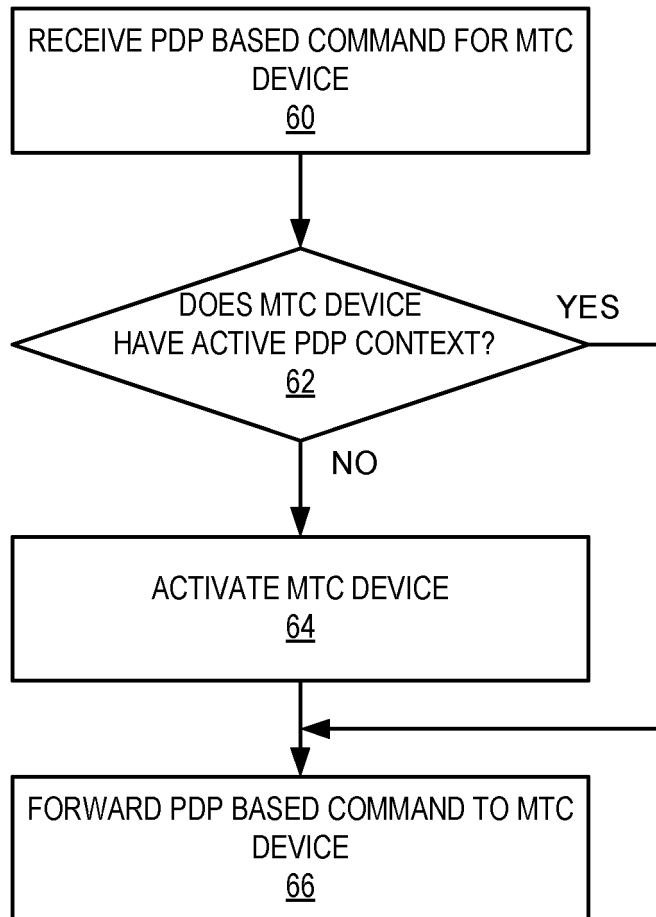 RECEIVE PDP BASED COMMAND FOR MTC
DEVICE
60
DOES MTC DEVICE
HAVE ACTIVE PDP CONTEXT?
62
YES
NO
ACTIVATE MTC DEVICE
64
FORWARD PDP BASED COMMAND TO MTC
DEVICE
66